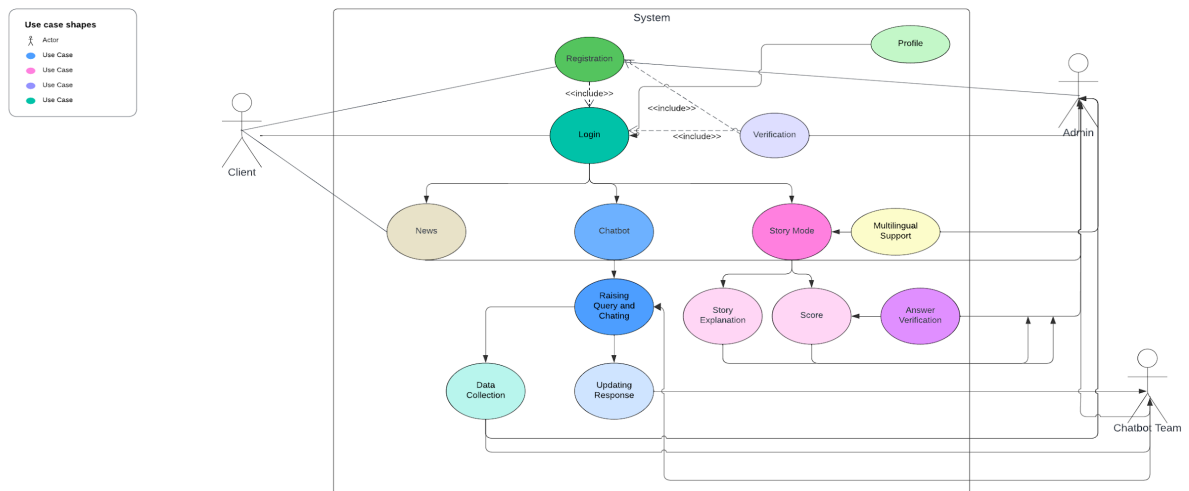 Use case shapes
Actor
Use Case
Use Case
Use Case
Use Case
System
Profile
Registration
<<include>>
<<include>>
Login
<<include>>
Verification
Client
Admin
News
Chatbot
Story Mode
Multilingual
Support
Raising
Query and
Chating
Story
Explanation
Score
Answer
Verification
Data
Collection
Updating
Response
Chatbot Team